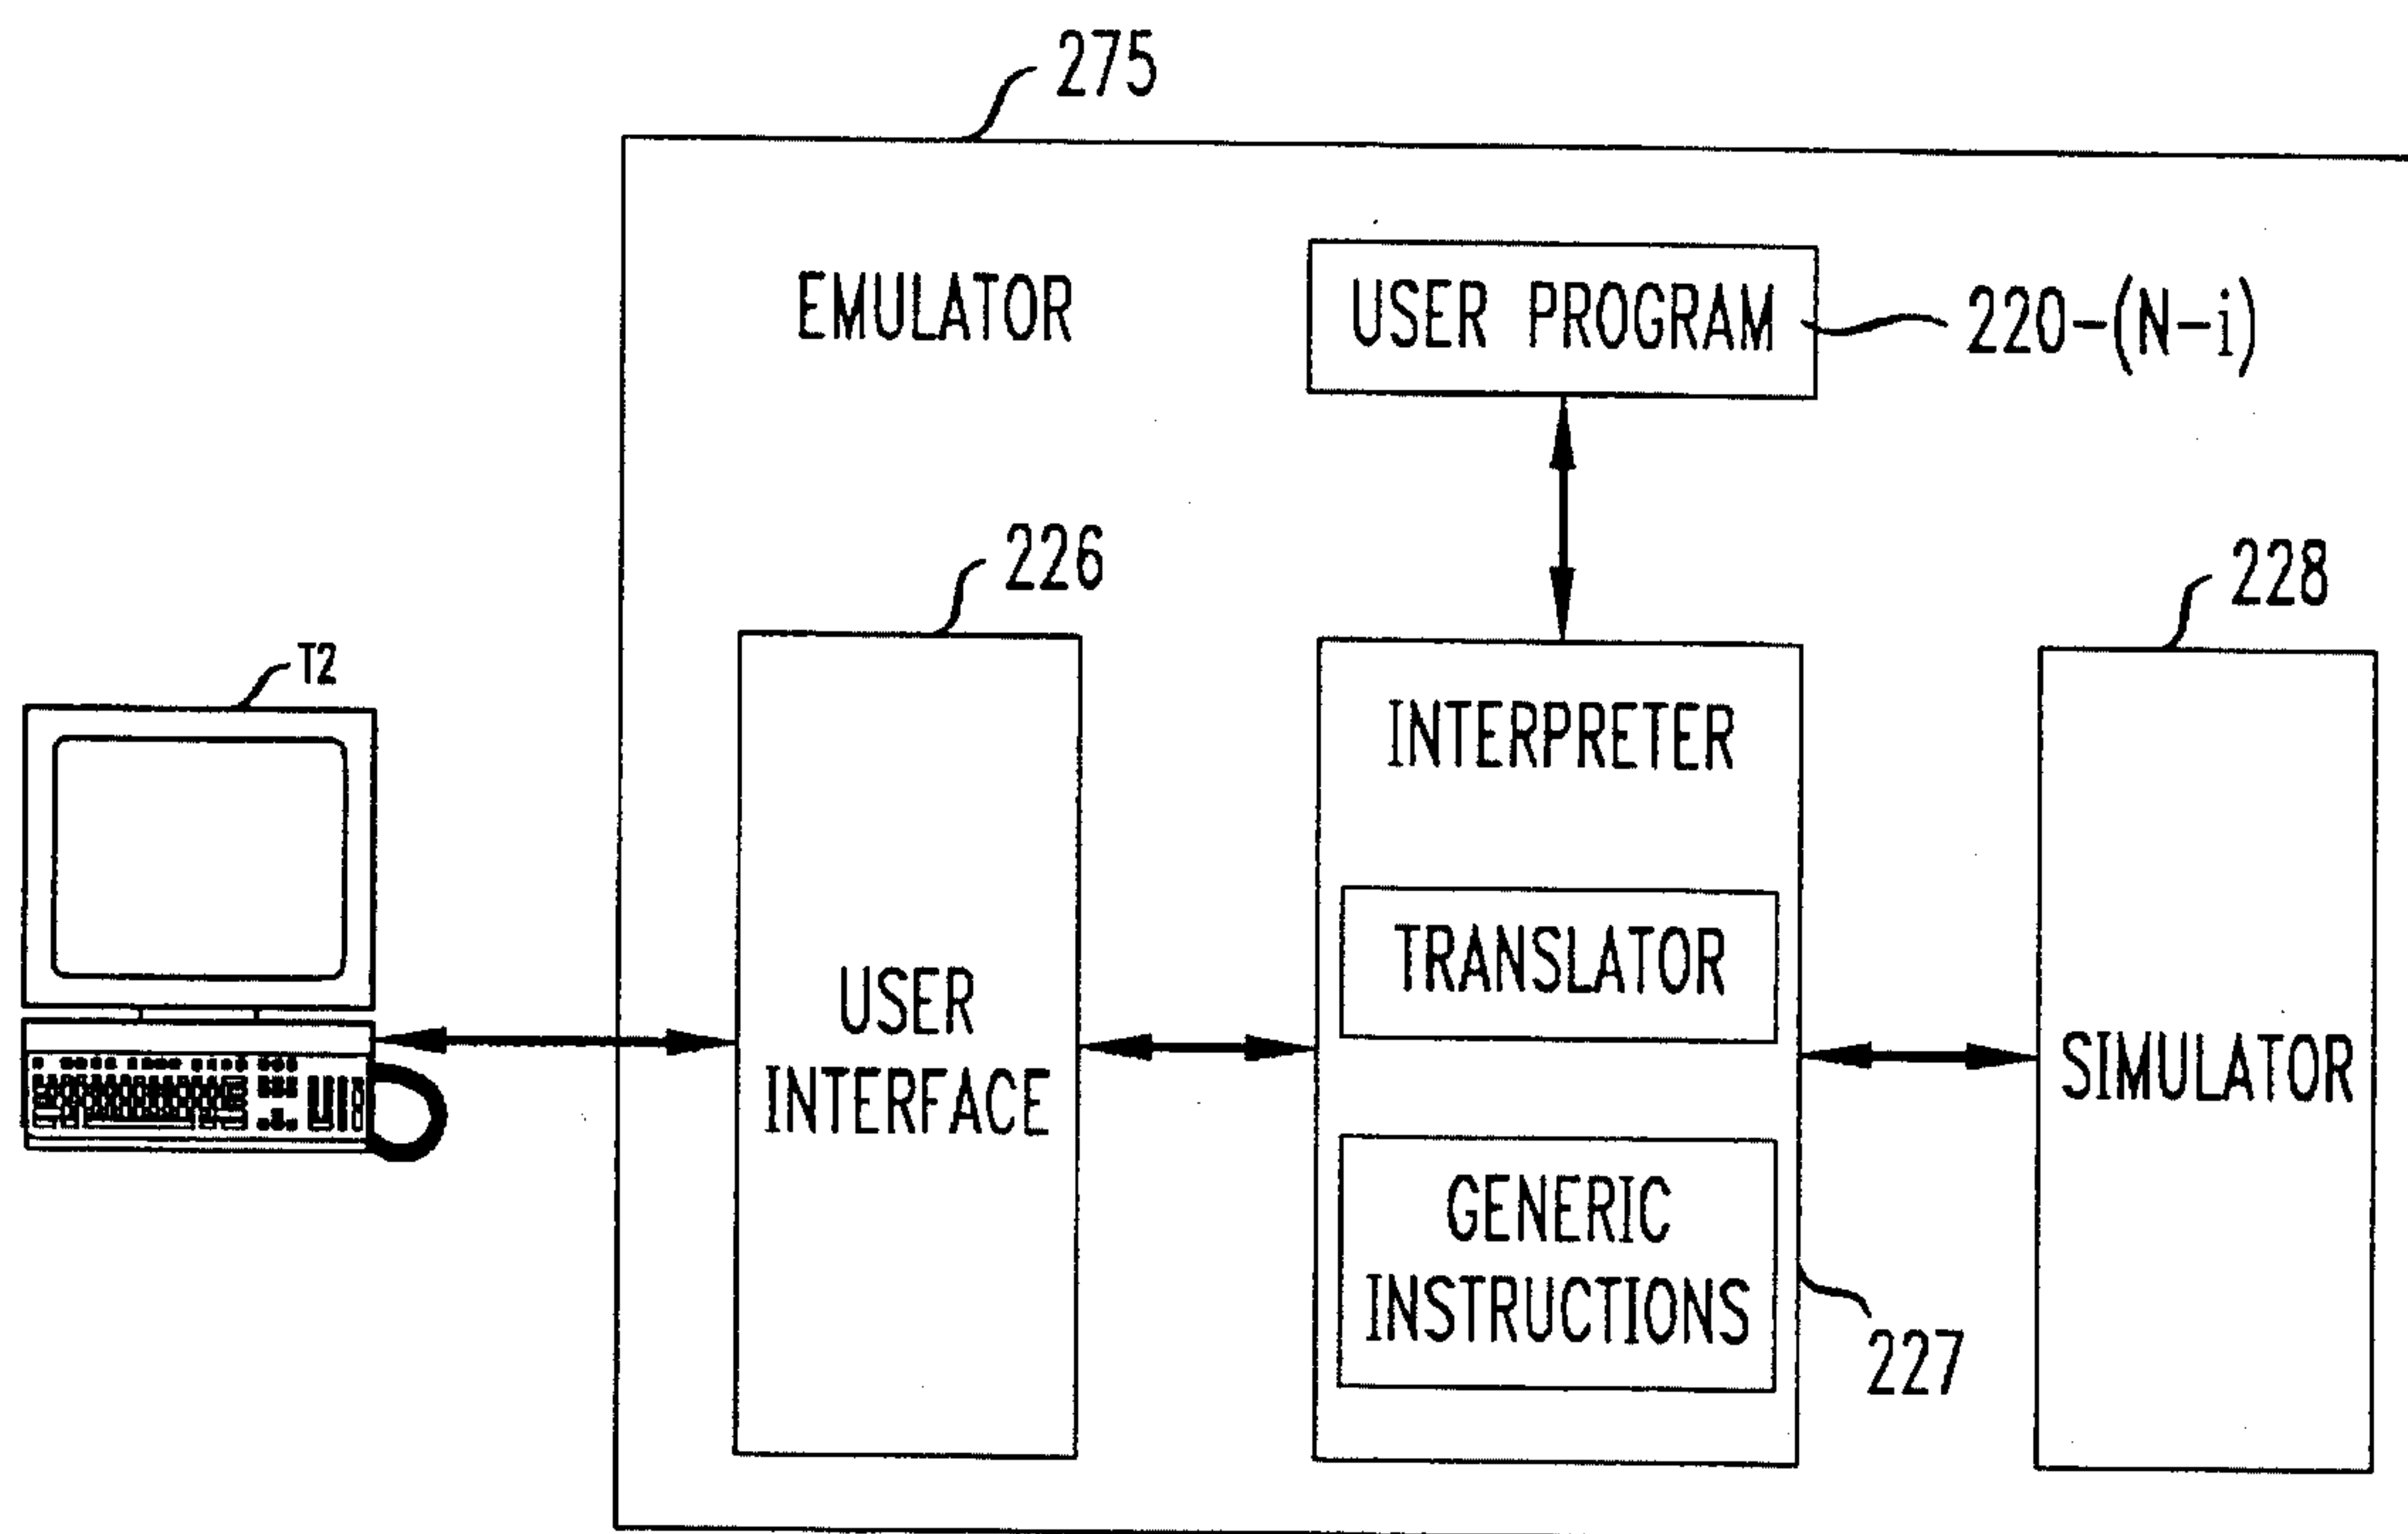 275
EMULATOR
USER PROGRAM
220-(N-i)
226
228
T2
INTERPRETER
TRANSLATOR
USER
INTERFACE
SIMULATOR
GENERIC
INSTRUCTIONS
227